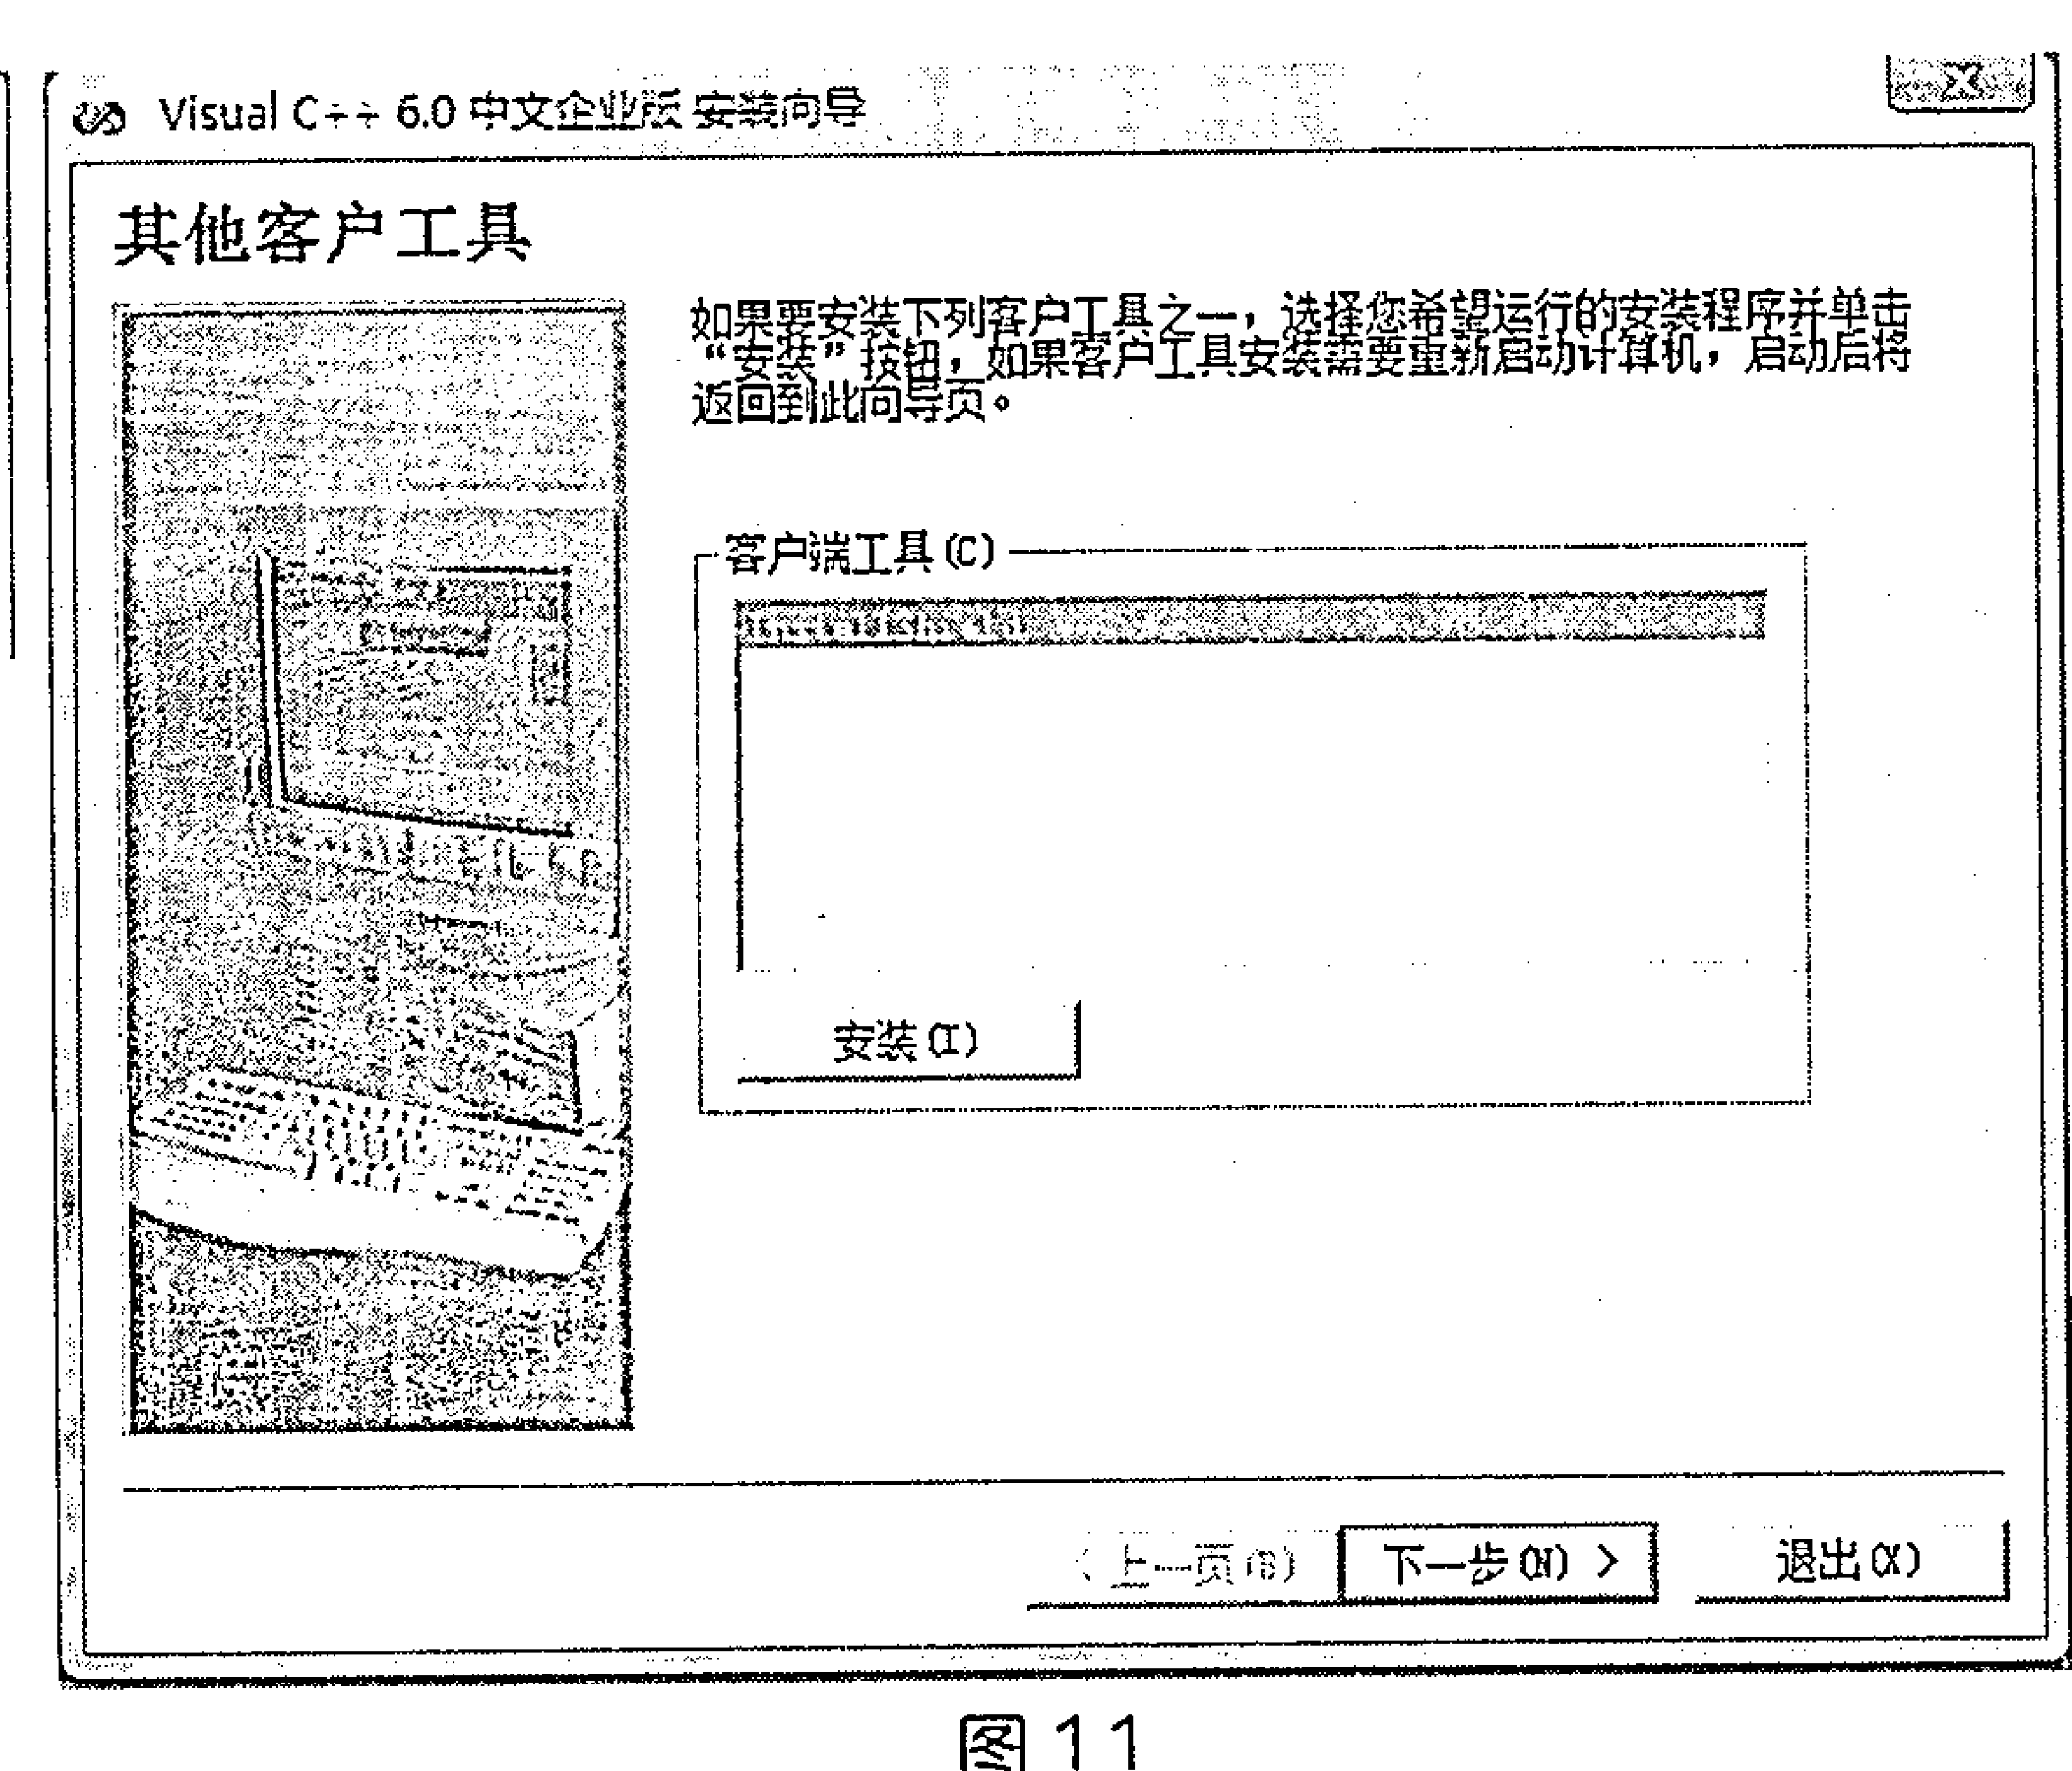 Visual C++ 6.0 中文企业版 安装向导
其他客户工具
如果要安装下列客户工具之一，选择您希望运行的安装程序并单击
“安装”按钮，如果客户工具安装需要重新启动计算机，启动后将
返回到此向导页。
客户端工具(C)
安装(I)
< 上一页(B)
下一步(N) >
退出(X)
图 11